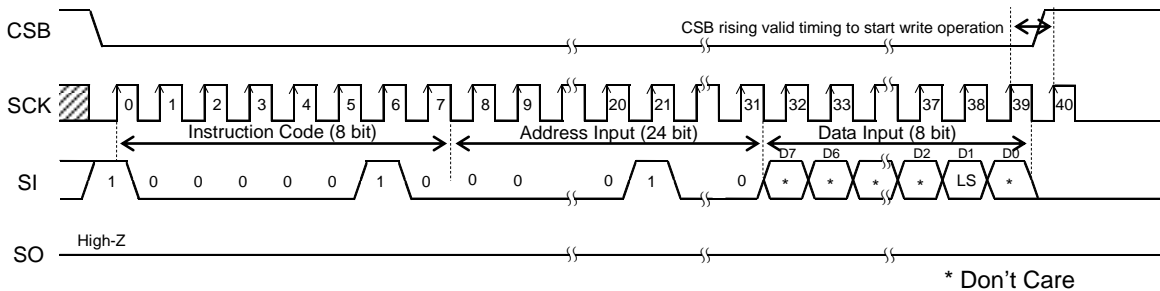 CSB
CSB rising valid timing to start write operation
SCK
0 1 2 3 4 5 6 7 8 9 20 21 31 32 33 37 38 39 40
Instruction Code (8 bit) Address Input (24 bit) Data Input (8 bit)
D7 D6 D2 D1 D0
SI 1 0 0 0 0 0 1 0 0 0 0 1 0 * * * * LS *
High-Z
SO
* Don't Care